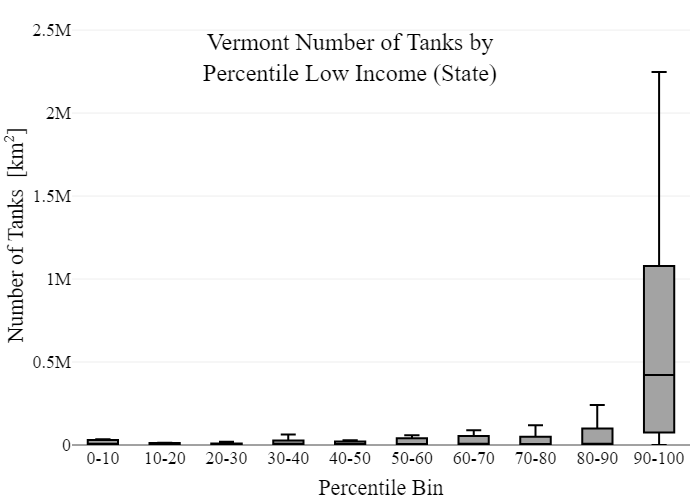 Vermont Number of Tanks by
Percentile Low Income (State)
Number of Tanks [km²]
2.5M
2M
1.5M
1M
0.5M
0
0-10 10-20 20-30 30-40 40-50 50-60 60-70 70-80 80-90 90-100
Percentile Bin